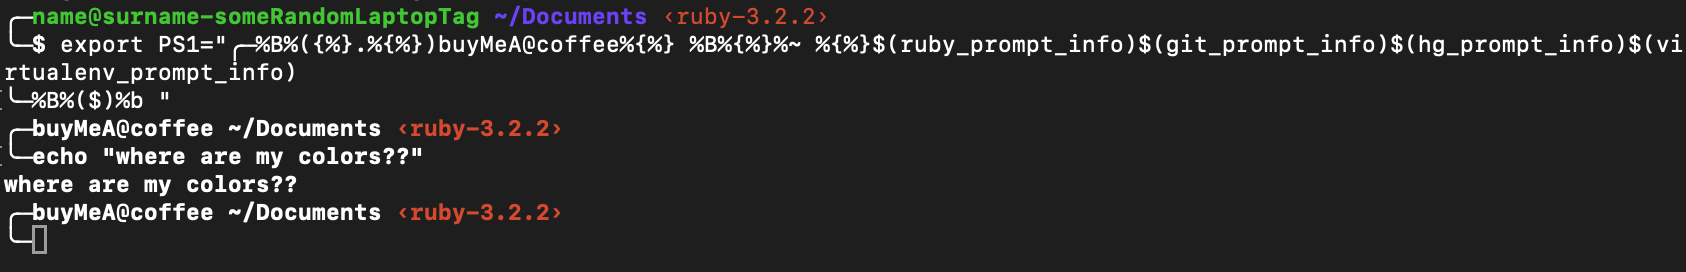 ╭─name@surname-someRandomLaptopTag ~/Documents ‹ruby-3.2.2›
╰─$ export PS1="╭─%B%({%}.%{%})buyMeA@coffee%{%} %B%{%}%~ %{%}$(ruby_prompt_info)$(git_prompt_info)$(hg_prompt_info)$(vi
rtualenv_prompt_info)
╰─%B%($)%b "
╭─buyMeA@coffee ~/Documents ‹ruby-3.2.2›
╰─echo "where are my colors??"
where are my colors??
╭─buyMeA@coffee ~/Documents ‹ruby-3.2.2›
╰─